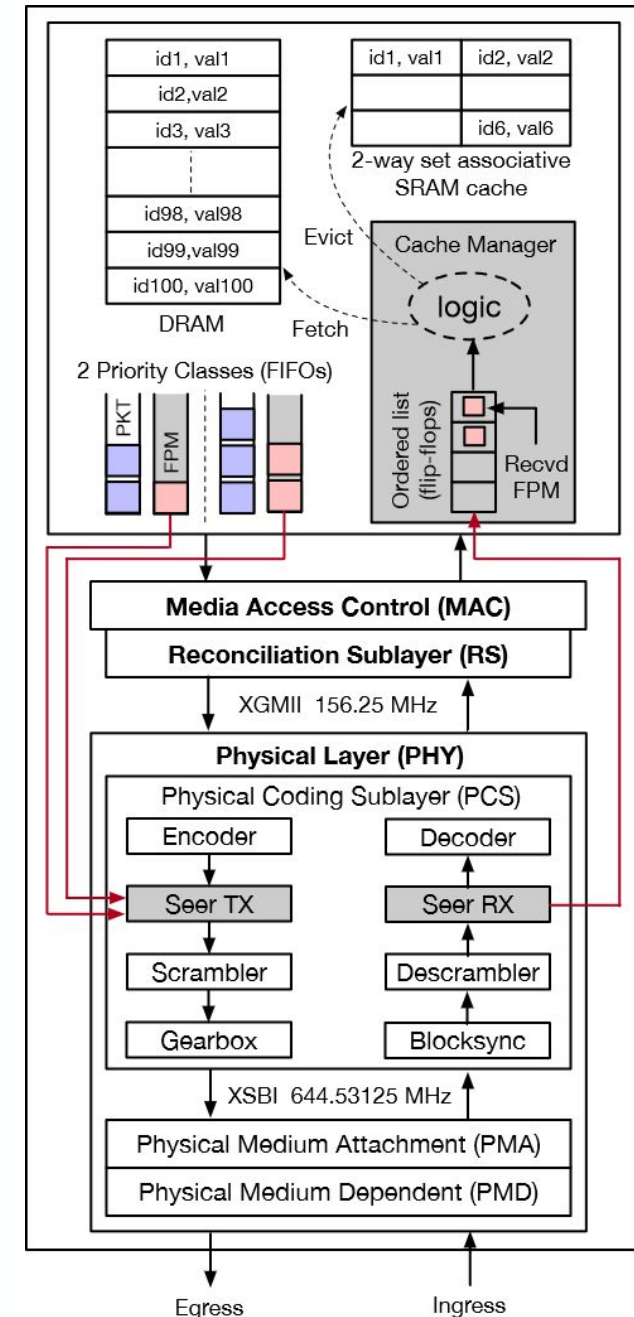 id1, val1
id2,val2
id3, val3
id98, val98
id99,val99
id100, val100
DRAM
id1, val1
id2, val2
id6, val6
2-way set associative
SRAM cache
Evict
Fetch
Cache Manager
logic
Ordered list
(flip-flops)
Recvd
FPM
2 Priority Classes (FIFOs)
PKT
FPM
Media Access Control (MAC)
Reconciliation Sublayer (RS)
XGMII 156.25 MHz
Physical Layer (PHY)
Physical Coding Sublayer (PCS)
Encoder
Decoder
Seer TX
Seer RX
Scrambler
Descrambler
Gearbox
Blocksync
XSBI 644.53125 MHz
Physical Medium Attachment (PMA)
Physical Medium Dependent (PMD)
Egress
Ingress